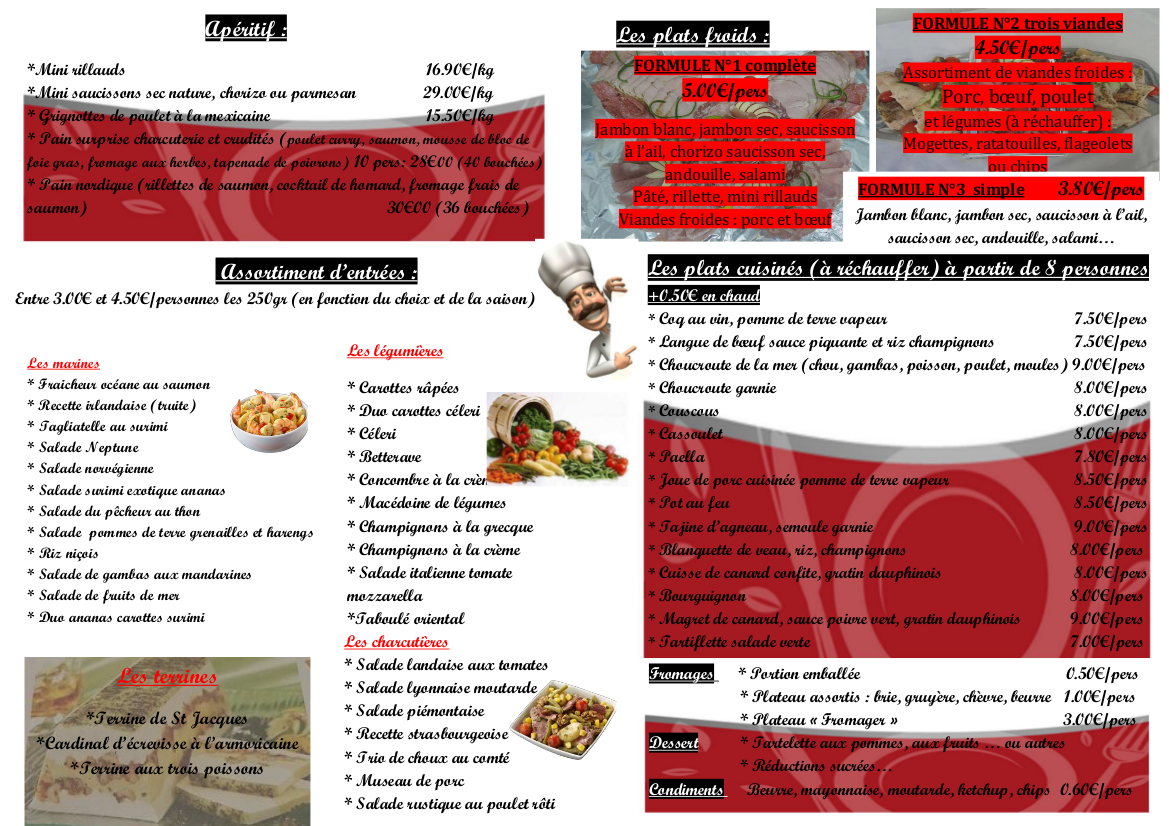 Apéritif :
*Mini rillauds 16.90€/kg
*Mini saucissons sec nature, chorizo ou parmesan 29.00€/kg
* Grignottes de poulet à la mexicaine 15.50€/kg
* Pain surprise charcuterie et crudités (poulet curry, saumon, mousse de bloc de
foie gras, fromage aux herbes, tapenade de poivrons) 10 pers: 28€00 (40 bouchées)
* Pain nordique (rillettes de saumon, cocktail de homard, fromage frais de
saumon) 30€00 (36 bouchées)
Assortiment d'entrées :
Entre 3.00€ et 4.50€/personnes les 250gr (en fonction du choix et de la saison)
Les marines
* Fraicheur océane au saumon
* Recette irlandaise (truite)
* Tagliatelle au surimi
* Salade Neptune
* Salade norvégienne
* Salade surimi exotique ananas
* Salade du pêcheur au thon
* Salade pommes de terre grenailles et harengs
* Riz niçois
* Salade de gambas aux mandarines
* Salade de fruits de mer
* Duo ananas carottes surimi
Les terrines
*Terrine de St Jacques
*Cardinal d'écrevisse à l'armoricaine
*Terrine aux trois poissons
Les légumières
* Carottes râpées
* Duo carottes céleri
* Céleri
* Betterave
* Concombre à la crèm
* Macédoine de légumes
* Champignons à la grecque
* Champignons à la crème
* Salade italienne tomate
mozzarella
*Taboulé oriental
Les charcutières
* Salade landaise aux tomates
* Salade lyonnaise moutarde
* Salade piémontaise
* Recette strasbourgeoise
* Trio de choux au comté
* Museau de porc
* Salade rustique au poulet rôti
Les plats froids :
FORMULE N°1 complète
5.00€/pers
Jambon blanc, jambon sec, saucisson
à l'ail, chorizo saucisson sec,
andouille, salami
Pâté, rillette, mini rillauds
Viandes froides : porc et bœuf
FORMULE N°2 trois viandes
4.50€/pers
Assortiment de viandes froides :
Porc, bœuf, poulet
et légumes (à réchauffer) :
Mogettes, ratatouilles, flageolets
ou chips
FORMULE N°3 simple 3.80€/pers
Jambon blanc, jambon sec, saucisson à l'ail,
saucisson sec, andouille, salami...
Les plats cuisinés (à réchauffer) à partir de 8 personnes
+0.50€ en chaud
* Coq au vin, pomme de terre vapeur 7.50€/pers
* Langue de bœuf sauce piquante et riz champignons 7.50€/pers
* Choucroute de la mer (chou, gambas, poisson, poulet, moules) 9.00€/pers
* Choucroute garnie 8.00€/pers
* Couscous 8.00€/pers
* Cassoulet 8.00€/pers
* Paella 7.80€/pers
* Joue de porc cuisinée pomme de terre vapeur 8.50€/pers
* Pot au feu 8.50€/pers
* Tajine d'agneau, semoule garnie 9.00€/pers
* Blanquette de veau, riz, champignons 8.00€/pers
* Cuisse de canard confite, gratin dauphinois 8.00€/pers
* Bourguignon 8.00€/pers
* Magret de canard, sauce poivre vert, gratin dauphinois 9.00€/pers
* Tartiflette salade verte 7.00€/pers
Fromages * Portion emballée 0.50€/pers
* Plateau assortis : brie, gruyère, chèvre, beurre 1.00€/pers
* Plateau « Fromager » 3.00€/pers
Dessert * Tartelette aux pommes, aux fruits ... ou autres
* Réductions sucrées...
Condiments Beurre, mayonnaise, moutarde, ketchup, chips 0.60€/pers